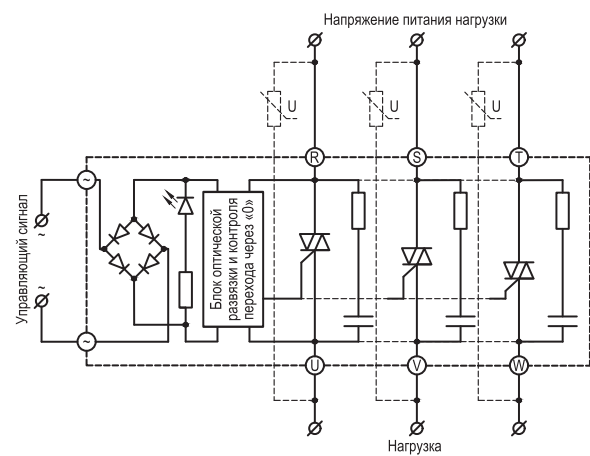 Напряжение питания нагрузки
U U U
R S T
~
Управляющий сигнал
~
~
Блок оптической
развязки и контроля
перехода через «0»
~
U V W
Нагрузка